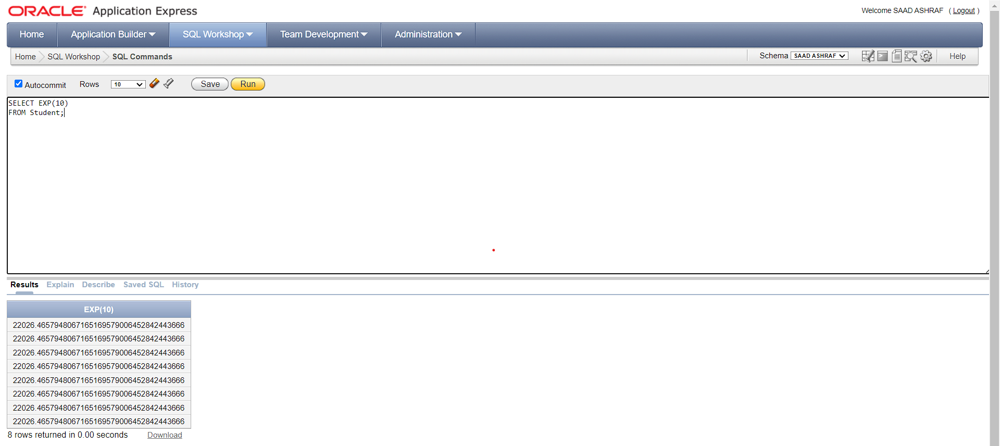 ORACLE Application Express
Welcome SAAD ASHRAF ( Logout )
Home Application Builder SQL Workshop Team Development Administration
Home SQL Workshop SQL Commands Schema SAAD ASHRAF Help
Autocommit Rows 10 Save Run
SELECT EXP(10)
FROM Student;
Results Explain Describe Saved SQL History
EXP(10)
22026.4657948067165169579006452842443666
22026.4657948067165169579006452842443666
22026.4657948067165169579006452842443666
22026.4657948067165169579006452842443666
22026.4657948067165169579006452842443666
22026.4657948067165169579006452842443666
22026.4657948067165169579006452842443666
22026.4657948067165169579006452842443666
8 rows returned in 0.00 seconds Download